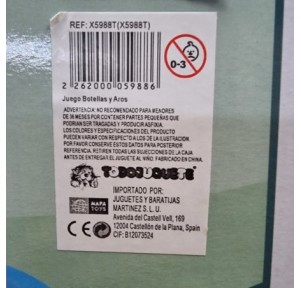 REF: X5988T(X5988T)
0-3
2 262000 059886
Juego Botellas y Aros
ADVERTENCIA! NO RECOMENDADO PARA MENORES
DE 36 MESES POR CONTENER PARTES PEQUEÑAS QUE
PODRIAN SER TRAGADAS Y PRODUCIR ASFIXIA.
LOS COLORES Y ESPECIFICACIONES DEL PRODUCTO
PUEDEN VARIAR CON RESPETO A LOS DE LA ILUSTRACION
POR FAVOR CONSERVE ESTOS DATOS PARA POSTERIOR
REFERENCIA. RETIREN TODAS LAS SUJECCIONES DE LA CAJA
ANTES DE ENTREGAR EL JUGUETE AL NIÑO. FABRICADO EN CHINA.
TODOJUGUETE
MAPA
TOYS
IMPORTADO POR:
JUGUETES Y BARATIJAS
MARTINEZ S.L.U.
Avenida del Castell Vell, 169
12004 Castellón de la Plana, Spain
CIF: B12073524